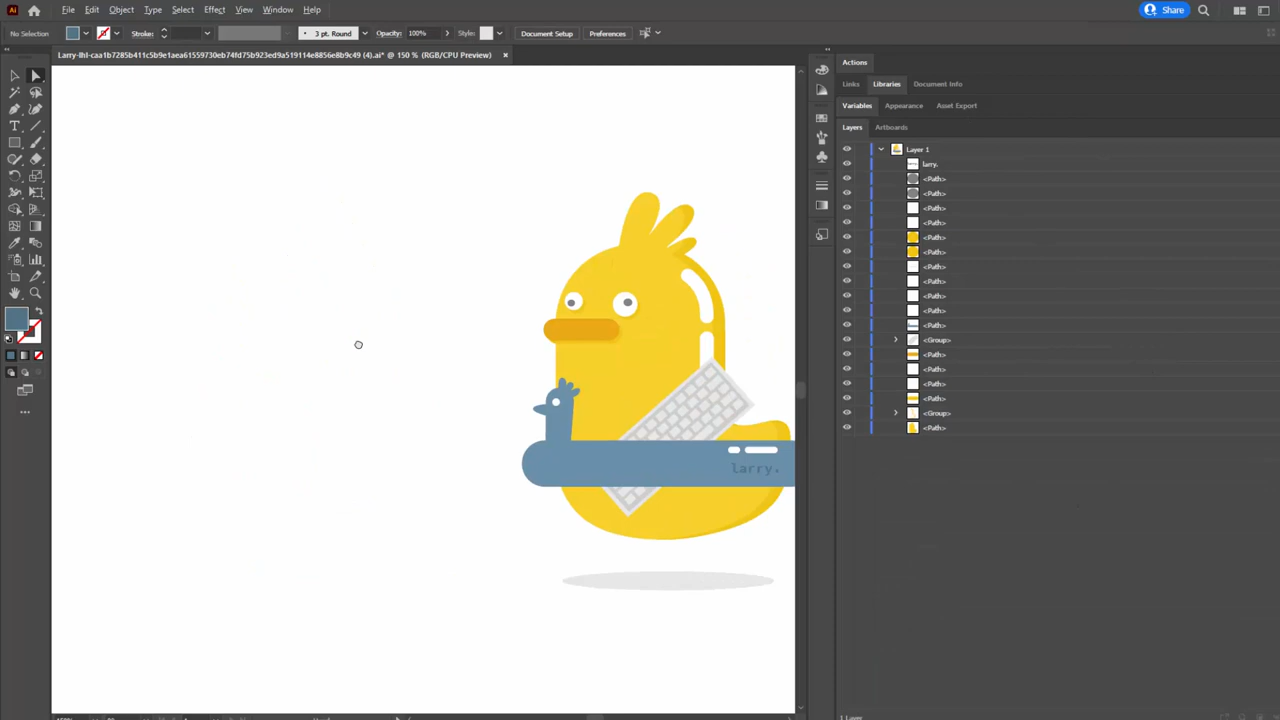 Ai File Edit Object Type Select Effect View Window Help Share
No Selection Stroke: 3 pt. Round Opacity: 100% Style: Document Setup Preferences
Larry-lhl-caa1b7285b411c5b9e1aea61559730eb74fd75b923ed9a519114e8856e8b9c49 (4).ai* @ 150 % (RGB/CPU Preview)
Actions
Links Libraries Document Info
Variables Appearance Asset Export
Layers Artboards
Layer 1
larry.
<Path>
<Path>
<Path>
<Path>
<Path>
<Path>
<Path>
<Path>
<Path>
<Path>
<Path>
<Group>
<Path>
<Path>
<Path>
<Path>
<Group>
<Path>
larry.
1 Layer